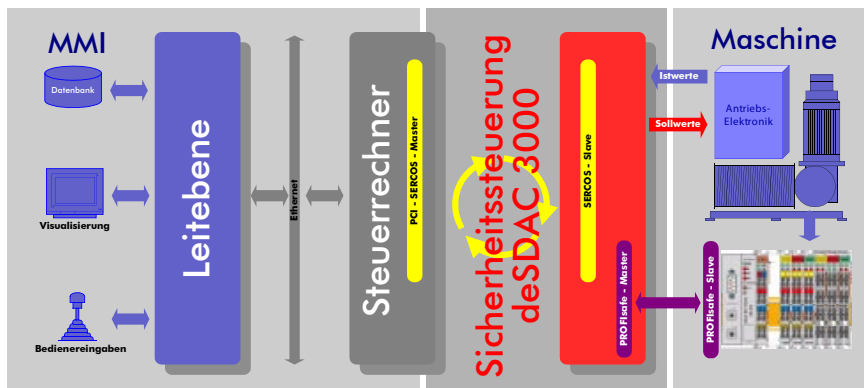 MMI
Datenbank
Visualisierung
Bedienereingaben
Leitebene
Ethernet
Steuerrechner
PCI - SERCOS - Master
Sicherheitssteuerung
deSDAC 3000
SERCOS - Slave
PROFIsafe - Master
Maschine
Istwerte
Sollwerte
Antriebs-
Elektronik
PROFIsafe - Slave